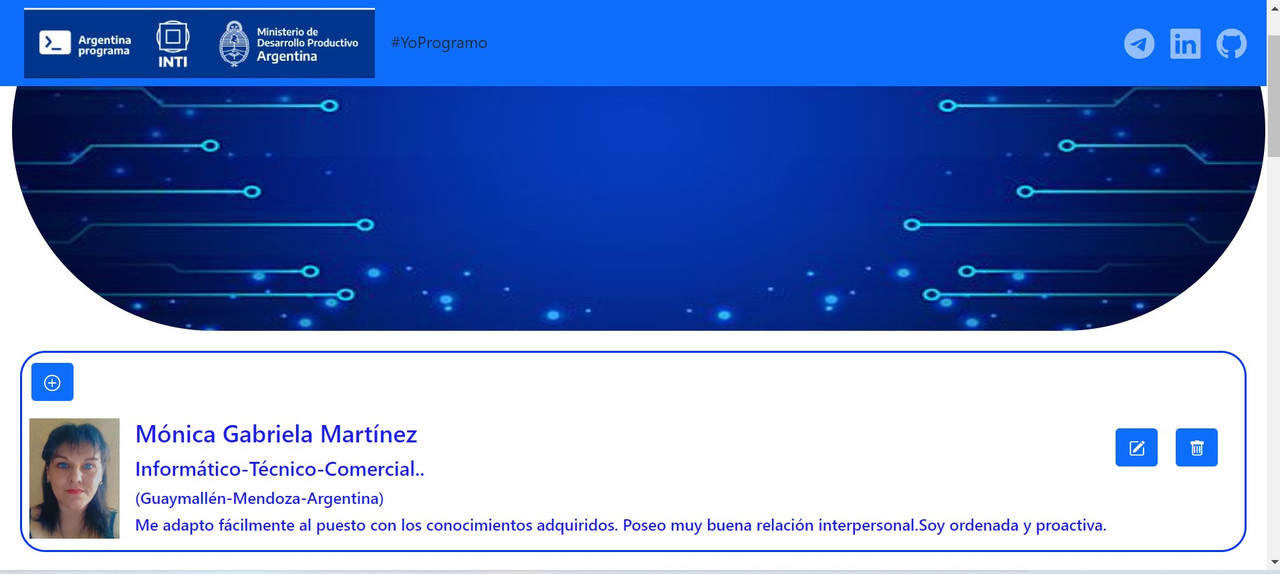 Argentina
programa
INTI
Ministerio de
Desarrollo Productivo
Argentina
#YoProgramo
Mónica Gabriela Martínez
Informático-Técnico-Comercial..
(Guaymallén-Mendoza-Argentina)
Me adapto fácilmente al puesto con los conocimientos adquiridos. Poseo muy buena relación interpersonal.Soy ordenada y proactiva.